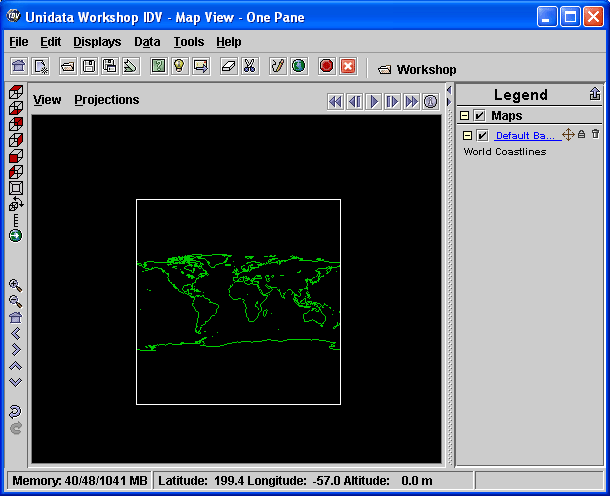 IDV Unidata Workshop IDV - Map View - One Pane
File Edit Displays Data Tools Help
Workshop
View Projections
Legend
Maps
Default Ba...
World Coastlines
Memory: 40/48/1041 MB Latitude: 199.4 Longitude: -57.0 Altitude: 0.0 m